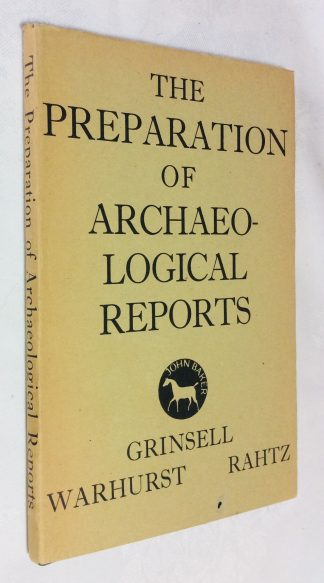 The Preparation of Archaeological Reports
THE
PREPARATION
OF
ARCHAEO-
LOGICAL
REPORTS
JOHN BAKER
GRINSELL
WARHURST RAHTZ